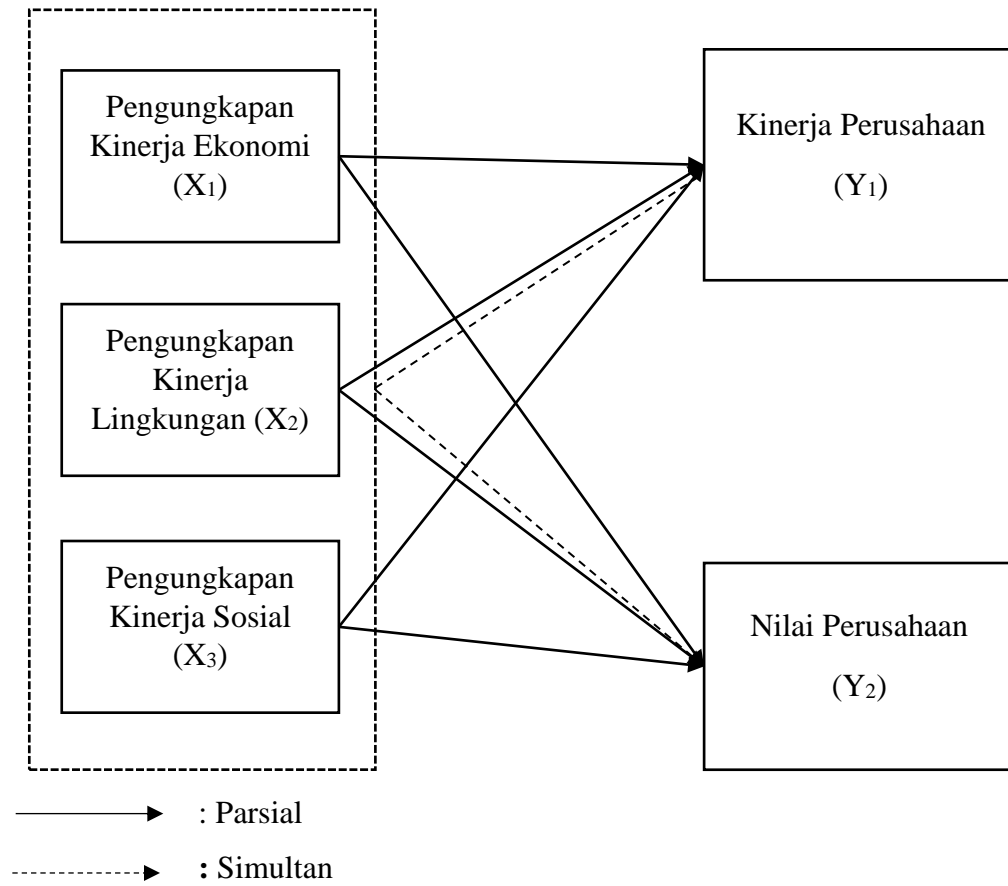 Pengungkapan
Kinerja Ekonomi
(X₁)
Pengungkapan
Kinerja
Lingkungan (X₂)
Pengungkapan
Kinerja Sosial
(X₃)
Kinerja Perusahaan
(Y₁)
Nilai Perusahaan
(Y₂)
: Parsial
: Simultan